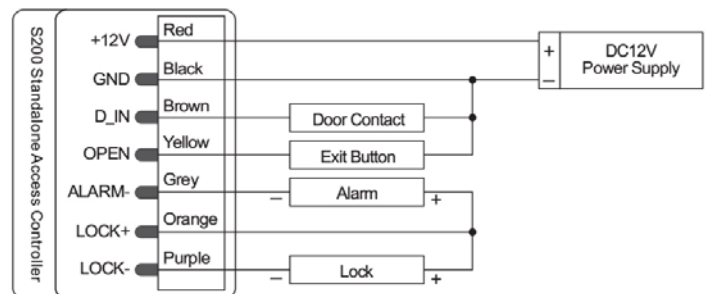 S200 Standalone Access Controller
+12V Red
GND Black
D_IN Brown
OPEN Yellow
ALARM- Grey
LOCK+ Orange
LOCK- Purple
+ DC12V
– Power Supply
Door Contact
Exit Button
– Alarm +
– Lock +